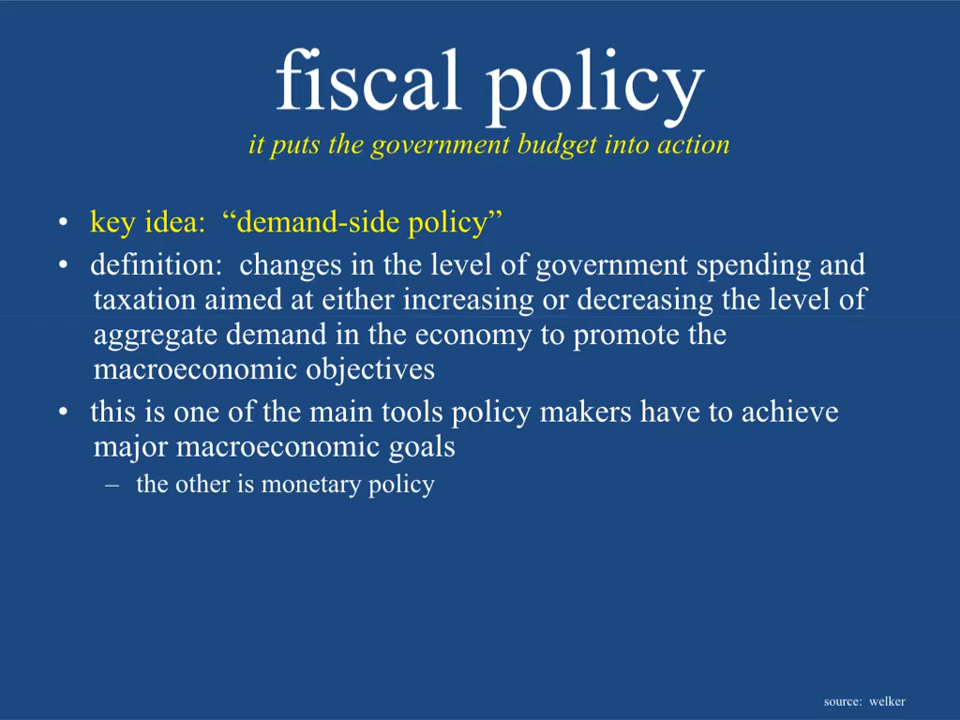 fiscal policy
it puts the government budget into action
• key idea:  “demand-side policy”
• definition:  changes in the level of government spending and
taxation aimed at either increasing or decreasing the level of
aggregate demand in the economy to promote the
macroeconomic objectives
• this is one of the main tools policy makers have to achieve
major macroeconomic goals
– the other is monetary policy
source:  welker